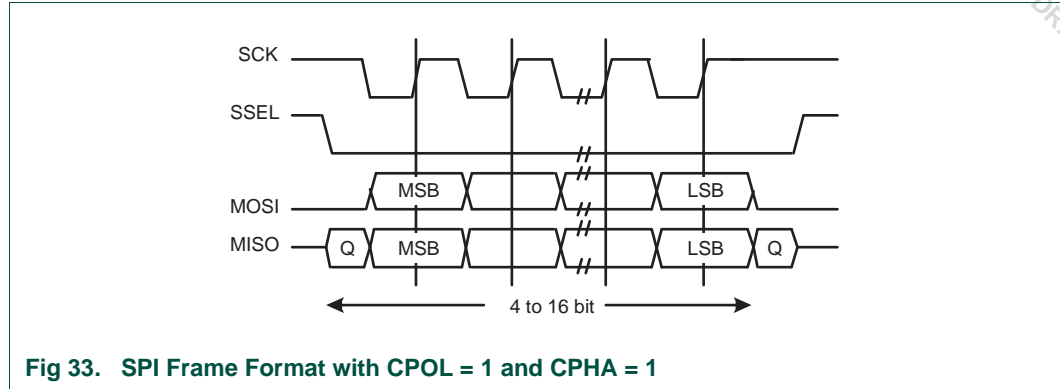 SCK
SSEL
MOSI
MSB
LSB
MISO
Q
MSB
LSB
Q
4 to 16 bit
Fig 33. SPI Frame Format with CPOL = 1 and CPHA = 1